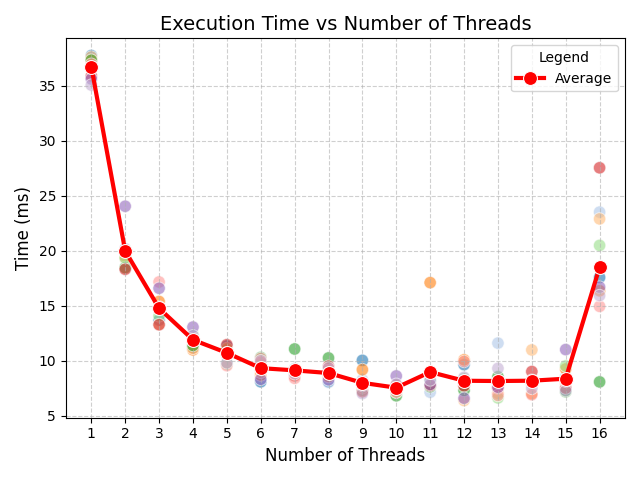 Execution Time vs Number of Threads
Legend
Average
Time (ms)
35
30
25
20
15
10
5
1 2 3 4 5 6 7 8 9 10 11 12 13 14 15 16
Number of Threads